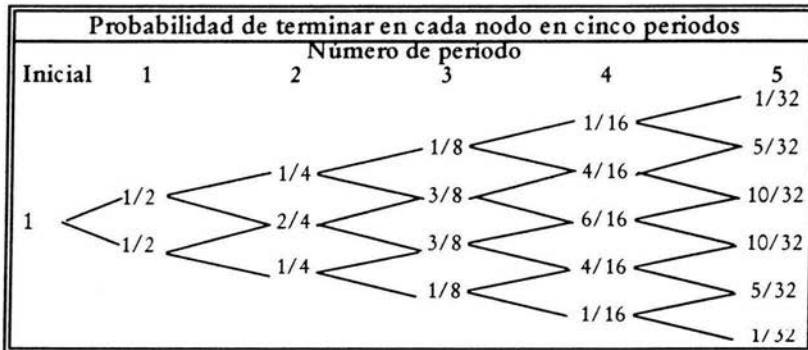 Probabilidad de terminar en cada nodo en cinco periodos
Número de periodo
Inicial 1 2 3 4 5
1/32
1/16
1/8 5/32
1/4 4/16
1/2 3/8 10/32
1 2/4 6/16
1/2 3/8 10/32
1/4 4/16
1/8 5/32
1/16
1/32